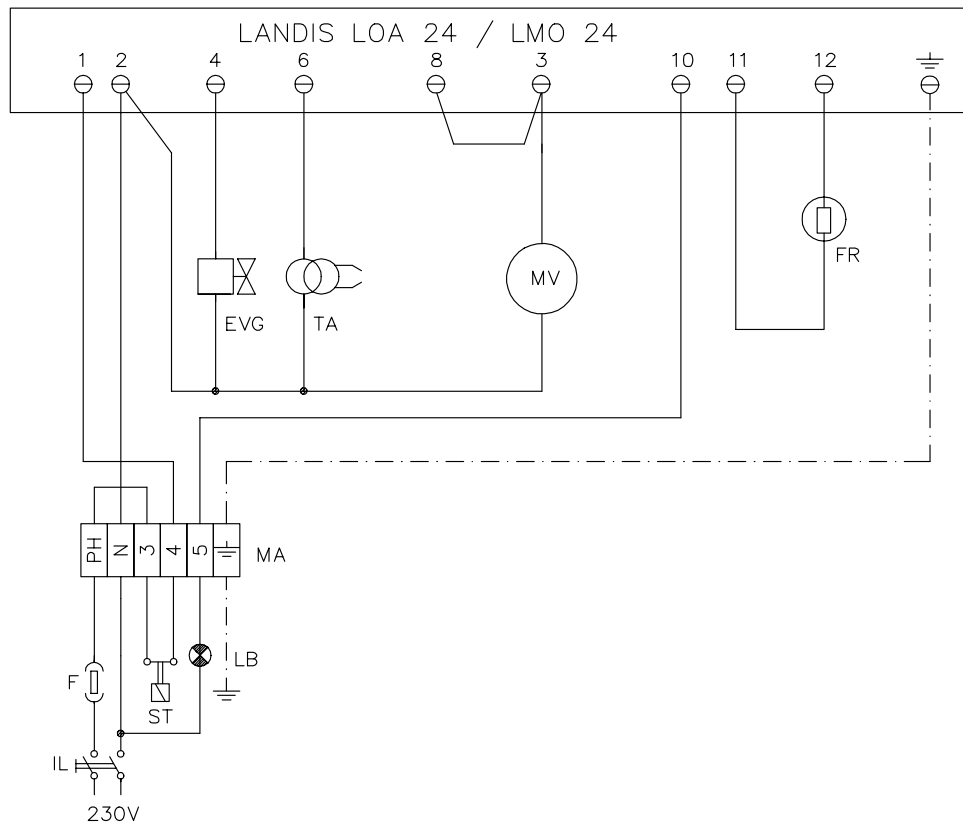 LANDIS LOA 24 / LMO 24
1 2 4 6 8 3 10 11 12
FR
MV
EVG TA
PH N 3 4 5 MA
LB
F
ST
IL
230V